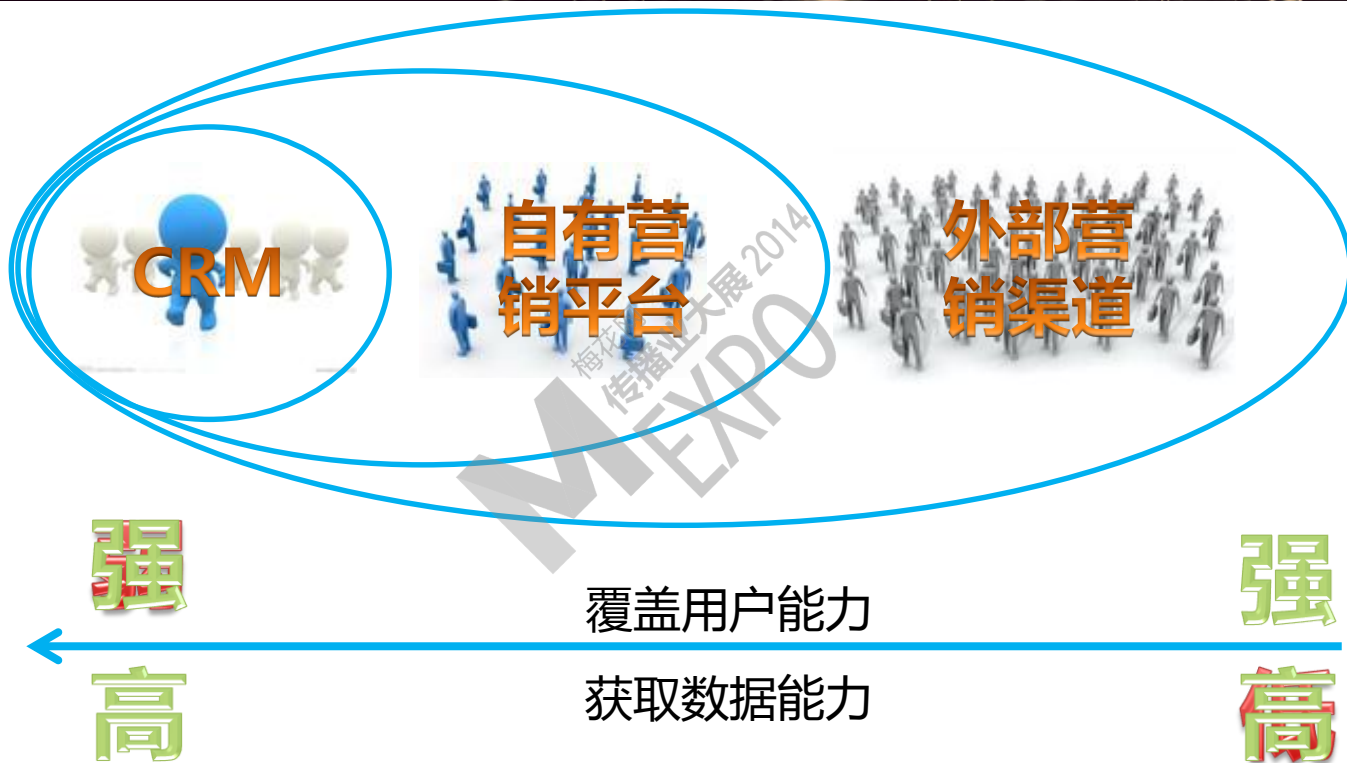 CRM
自有营
销平台
外部营
销渠道
梅花
传播业大展2014
M EXPO
强
强
覆盖用户能力
高
获取数据能力
高